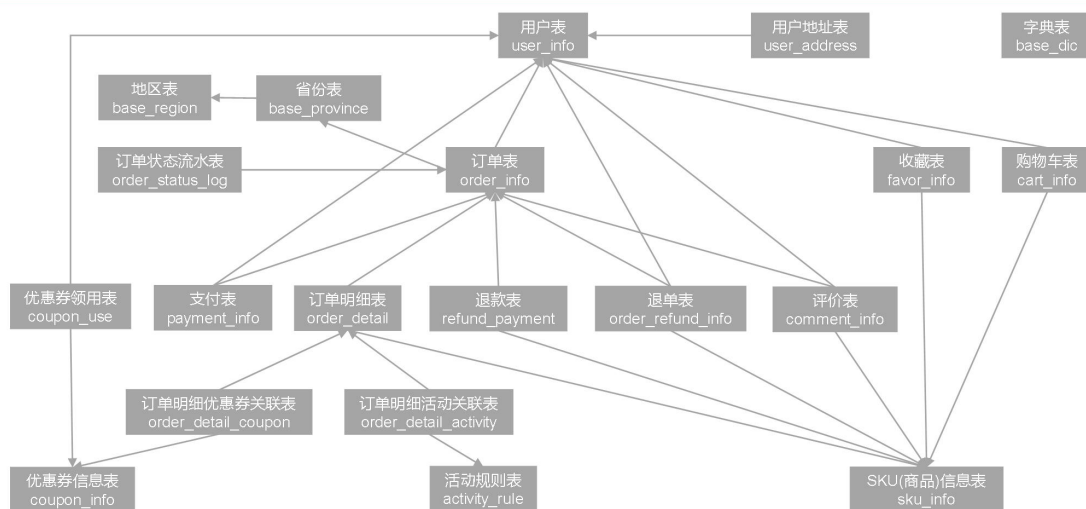 用户表
user_info
用户地址表
user_address
字典表
base_dic
地区表
base_region
省份表
base_province
订单状态流水表
order_status_log
订单表
order_info
收藏表
favor_info
购物车表
cart_info
优惠券领用表
coupon_use
支付表
payment_info
订单明细表
order_detail
退款表
refund_payment
退单表
order_refund_info
评价表
comment_info
订单明细优惠券关联表
order_detail_coupon
订单明细活动关联表
order_detail_activity
优惠券信息表
coupon_info
活动规则表
activity_rule
SKU(商品)信息表
sku_info